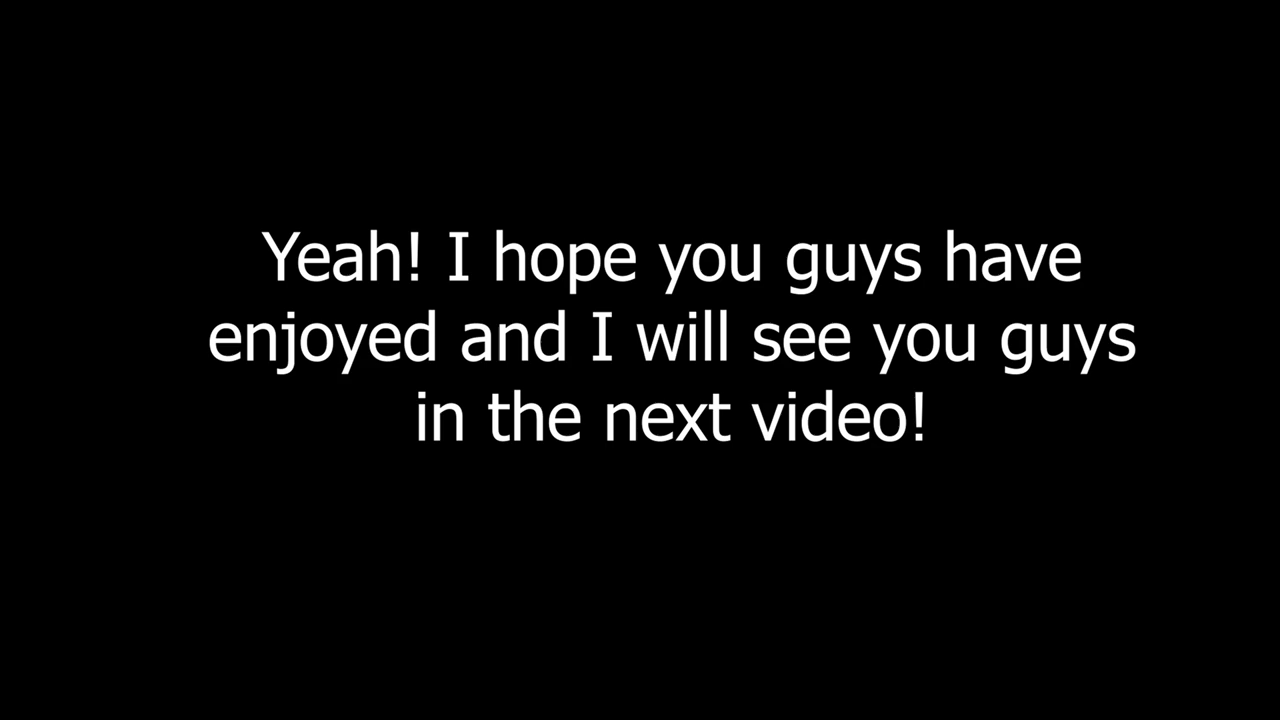 Yeah! I hope you guys have
enjoyed and I will see you guys
in the next video!